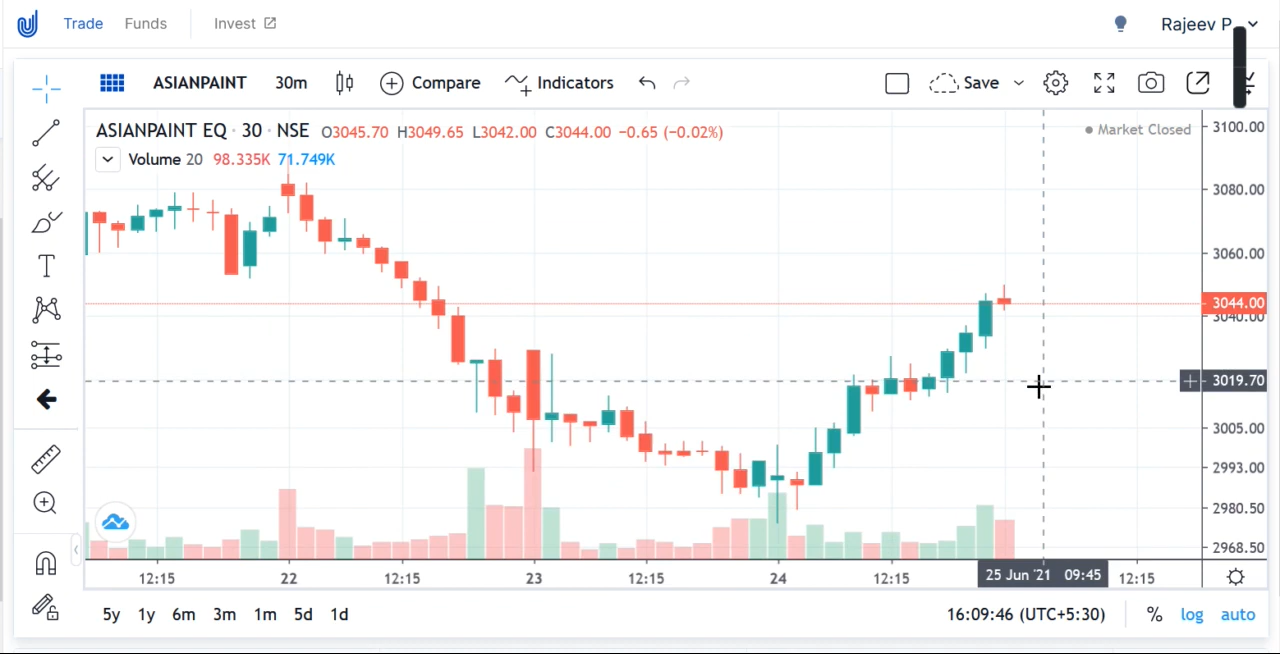 Trade Funds Invest Rajeev P
ASIANPAINT 30m Compare Indicators Save
ASIANPAINT EQ · 30 · NSE O3045.70 H3049.65 L3042.00 C3044.00 −0.65 (−0.02%)
Market Closed
Volume 20 98.335K 71.749K
3100.00
3080.00
3060.00
3044.00
3040.00
3019.70
3005.00
2993.00
2980.50
2968.50
12:15 22 12:15 23 12:15 24 12:15 25 Jun '21 09:45 12:15
5y 1y 6m 3m 1m 5d 1d 16:09:46 (UTC+5:30) % log auto